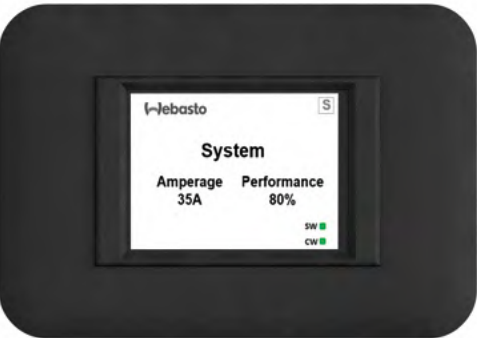 Webasto
S
System
Amperage Performance
35A 80%
SW
CW